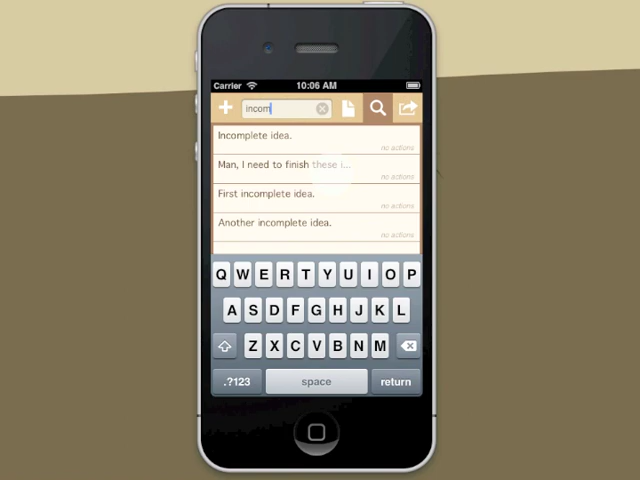 Carrier 10:06 AM
incom
Incomplete idea.
no actions
Man, I need to finish these i...
no actions
First incomplete idea.
no actions
Another incomplete idea.
no actions
Q W E R T Y U I O P
A S D F G H J K L
Z X C V B N M
.?123 space return